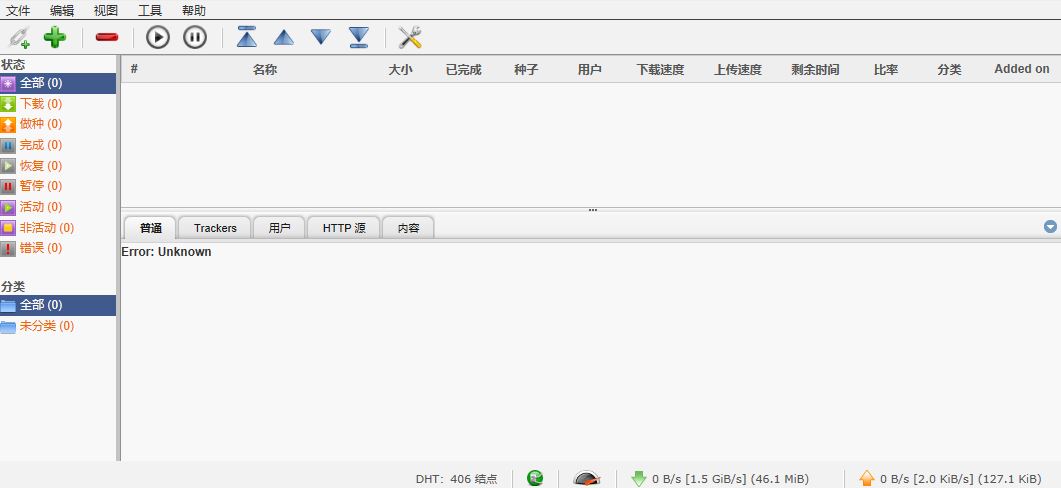 文件 编辑 视图 工具 帮助
状态
全部 (0)
下载 (0)
做种 (0)
完成 (0)
恢复 (0)
暂停 (0)
活动 (0)
非活动 (0)
错误 (0)
分类
全部 (0)
未分类 (0)
# 名称 大小 已完成 种子 用户 下载速度 上传速度 剩余时间 比率 分类 Added on
普通 Trackers 用户 HTTP 源 内容
Error: Unknown
DHT: 406 结点 0 B/s [1.5 GiB/s] (46.1 MiB) 0 B/s [2.0 KiB/s] (127.1 KiB)